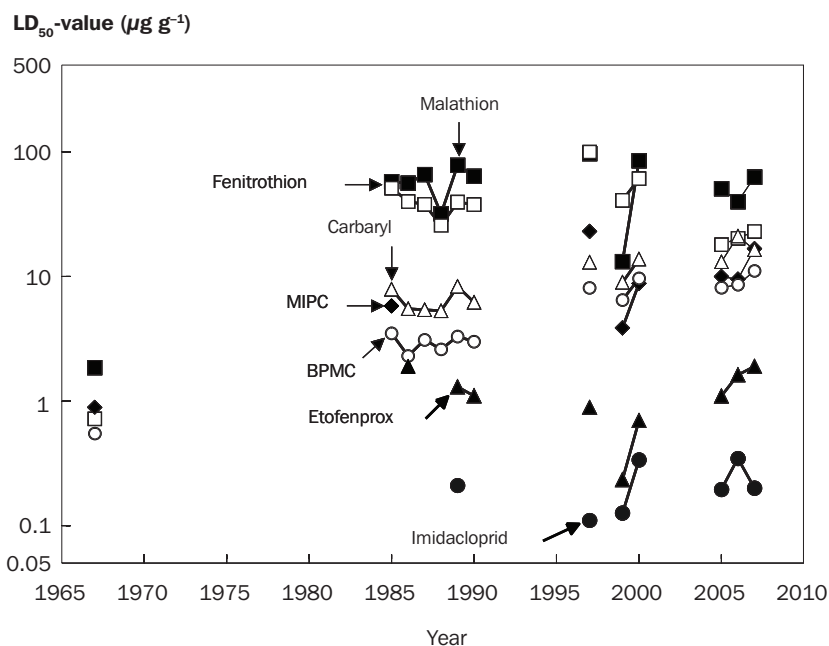 LD50-value (µg g–1)
500
100
10
1
0.1
0.05
Malathion
Fenitrothion
Carbaryl
MIPC
BPMC
Etofenprox
Imidacloprid
1965 1970 1975 1980 1985 1990 1995 2000 2005 2010
Year